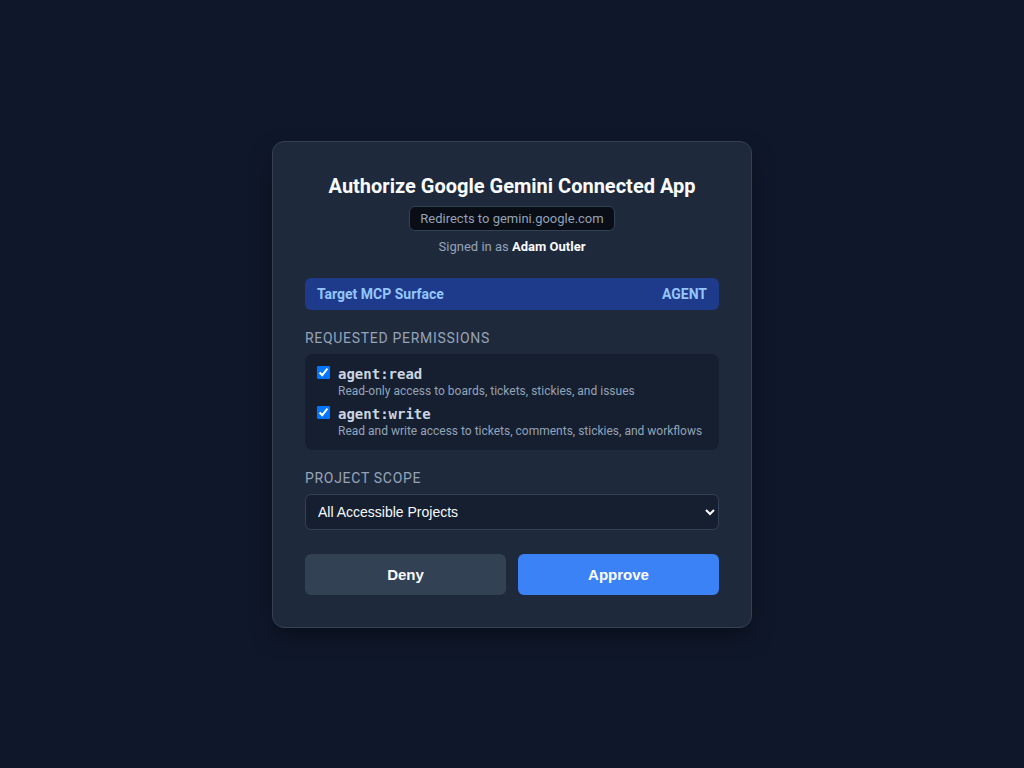 Authorize Google Gemini Connected App
Redirects to gemini.google.com
Signed in as Adam Outler
Target MCP Surface AGENT
REQUESTED PERMISSIONS
agent:read
Read-only access to boards, tickets, stickies, and issues
agent:write
Read and write access to tickets, comments, stickies, and workflows
PROJECT SCOPE
All Accessible Projects
Deny Approve